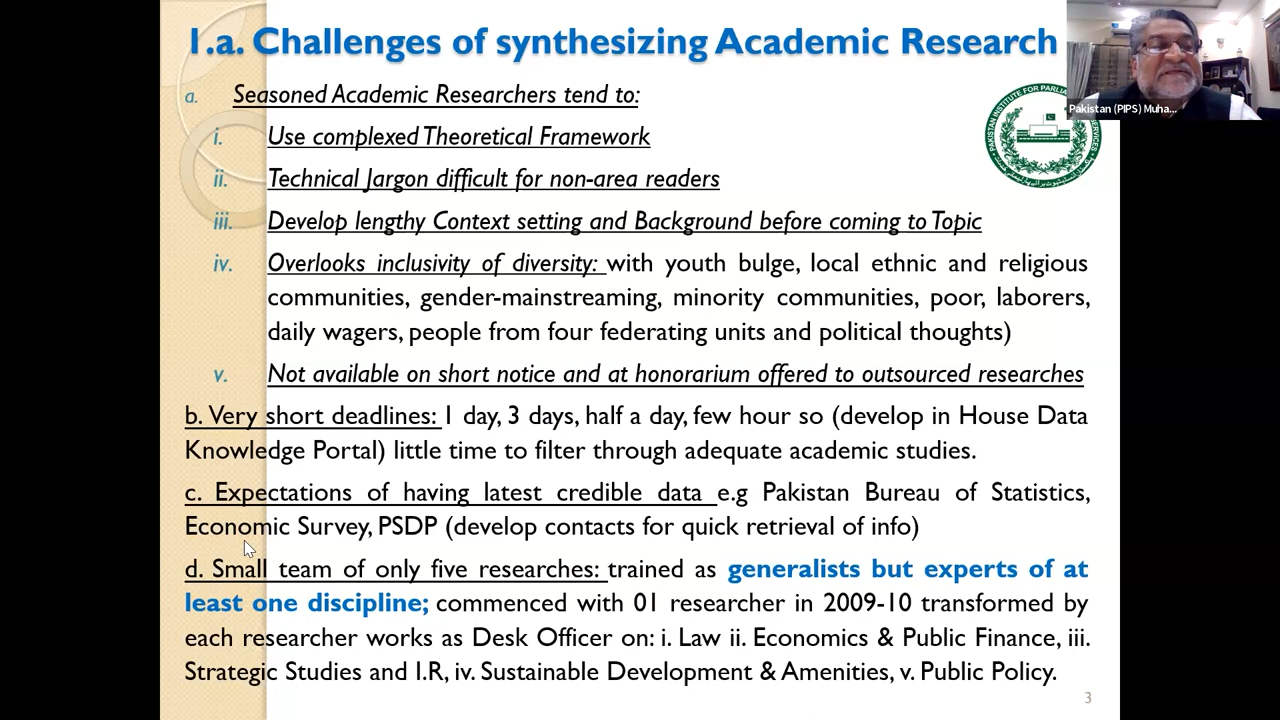 1.a. Challenges of synthesizing Academic Research
Pakistan (PIPS) Muha...
a. Seasoned Academic Researchers tend to:
PAKISTAN INSTITUTE FOR PARLIA
SERVICES
i. Use complexed Theoretical Framework
ii. Technical Jargon difficult for non-area readers
iii. Develop lengthy Context setting and Background before coming to Topic
iv. Overlooks inclusivity of diversity: with youth bulge, local ethnic and religious
communities, gender-mainstreaming, minority communities, poor, laborers,
daily wagers, people from four federating units and political thoughts)
v. Not available on short notice and at honorarium offered to outsourced researches
b. Very short deadlines: 1 day, 3 days, half a day, few hour so (develop in House Data
Knowledge Portal) little time to filter through adequate academic studies.
c. Expectations of having latest credible data e.g Pakistan Bureau of Statistics,
Economic Survey, PSDP (develop contacts for quick retrieval of info)
d. Small team of only five researches: trained as generalists but experts of at
least one discipline; commenced with 01 researcher in 2009-10 transformed by
each researcher works as Desk Officer on: i. Law ii. Economics & Public Finance, iii.
Strategic Studies and I.R, iv. Sustainable Development & Amenities, v. Public Policy.
3